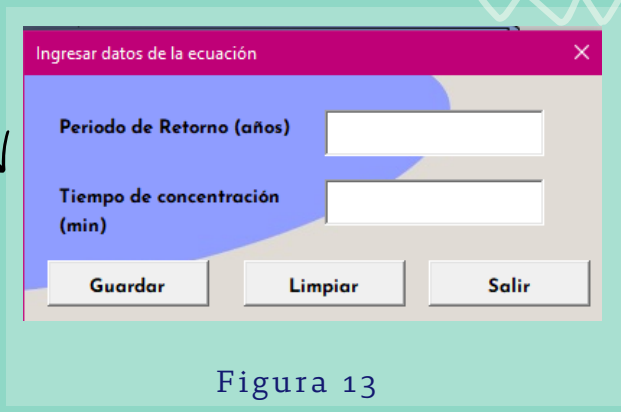 Ingresar datos de la ecuación
Periodo de Retorno (años)
Tiempo de concentración
(min)
Guardar Limpiar Salir
Figura 13